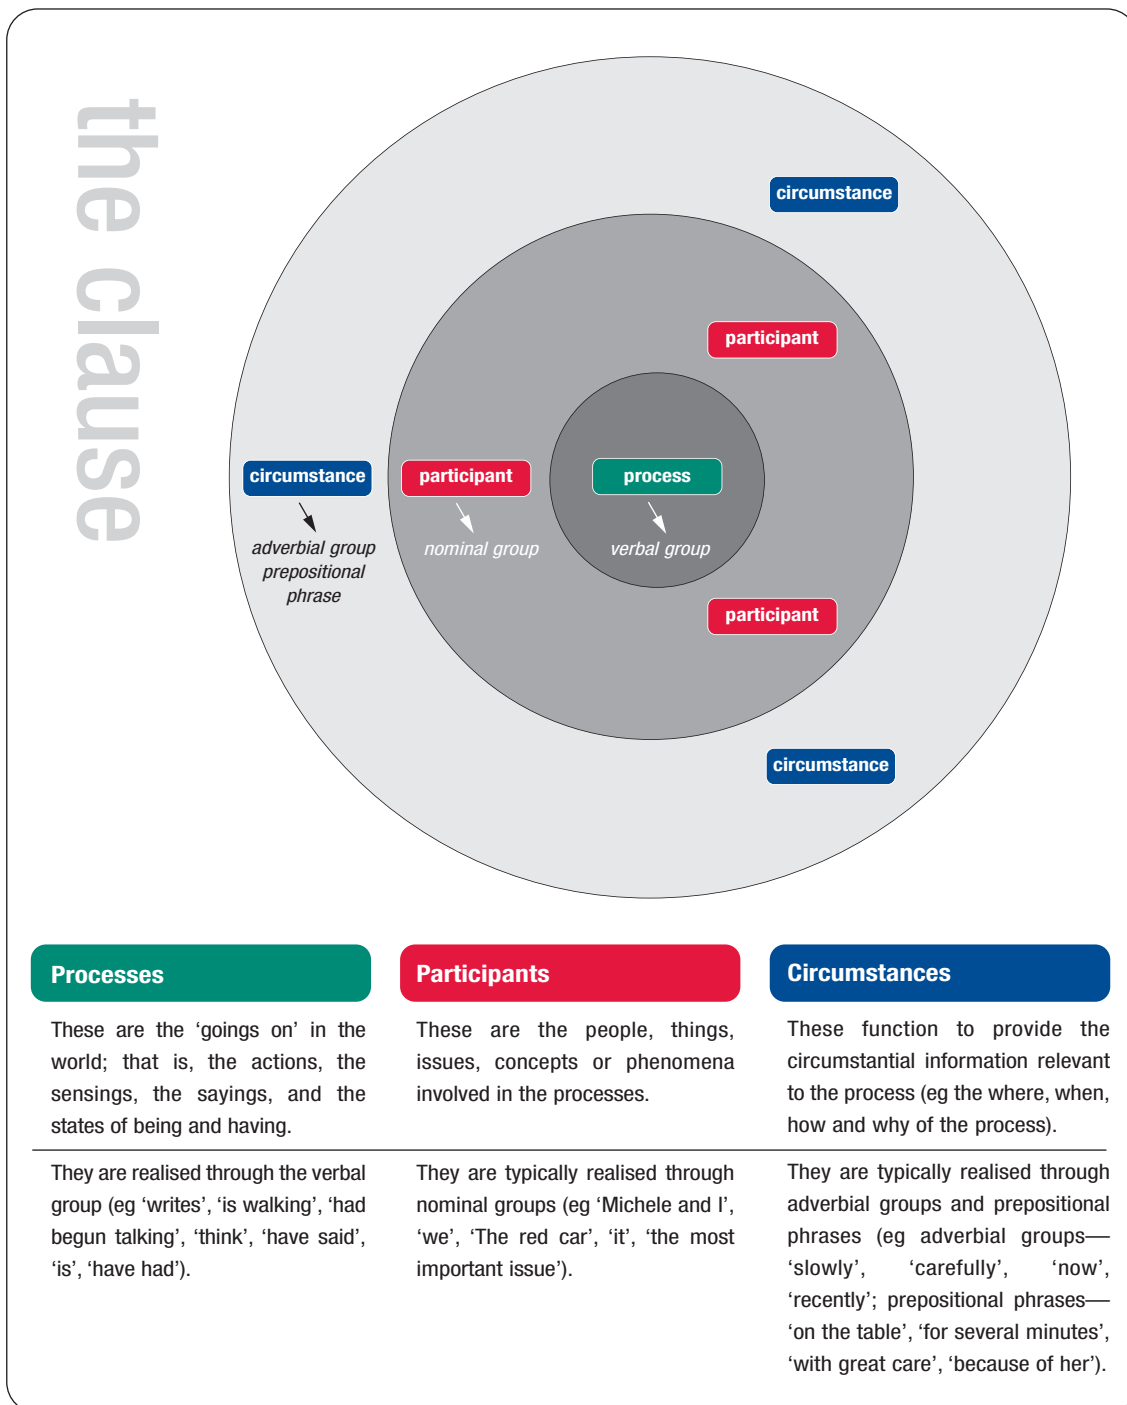 the clause
circumstance
participant
circumstance
participant
process
adverbial group
prepositional
phrase
nominal group
verbal group
participant
circumstance
Processes
These are the ‘goings on’ in the
world; that is, the actions, the
sensings, the sayings, and the
states of being and having.
They are realised through the verbal
group (eg ‘writes’, ‘is walking’, ‘had
begun talking’, ‘think’, ‘have said’,
‘is’, ‘have had’).
Participants
These are the people, things,
issues, concepts or phenomena
involved in the processes.
They are typically realised through
nominal groups (eg ‘Michele and I’,
‘we’, ‘The red car’, ‘it’, ‘the most
important issue’).
Circumstances
These function to provide the
circumstantial information relevant
to the process (eg the where, when,
how and why of the process).
They are typically realised through
adverbial groups and prepositional
phrases (eg adverbial groups—
‘slowly’, ‘carefully’, ‘now’,
‘recently’; prepositional phrases—
‘on the table’, ‘for several minutes’,
‘with great care’, ‘because of her’).